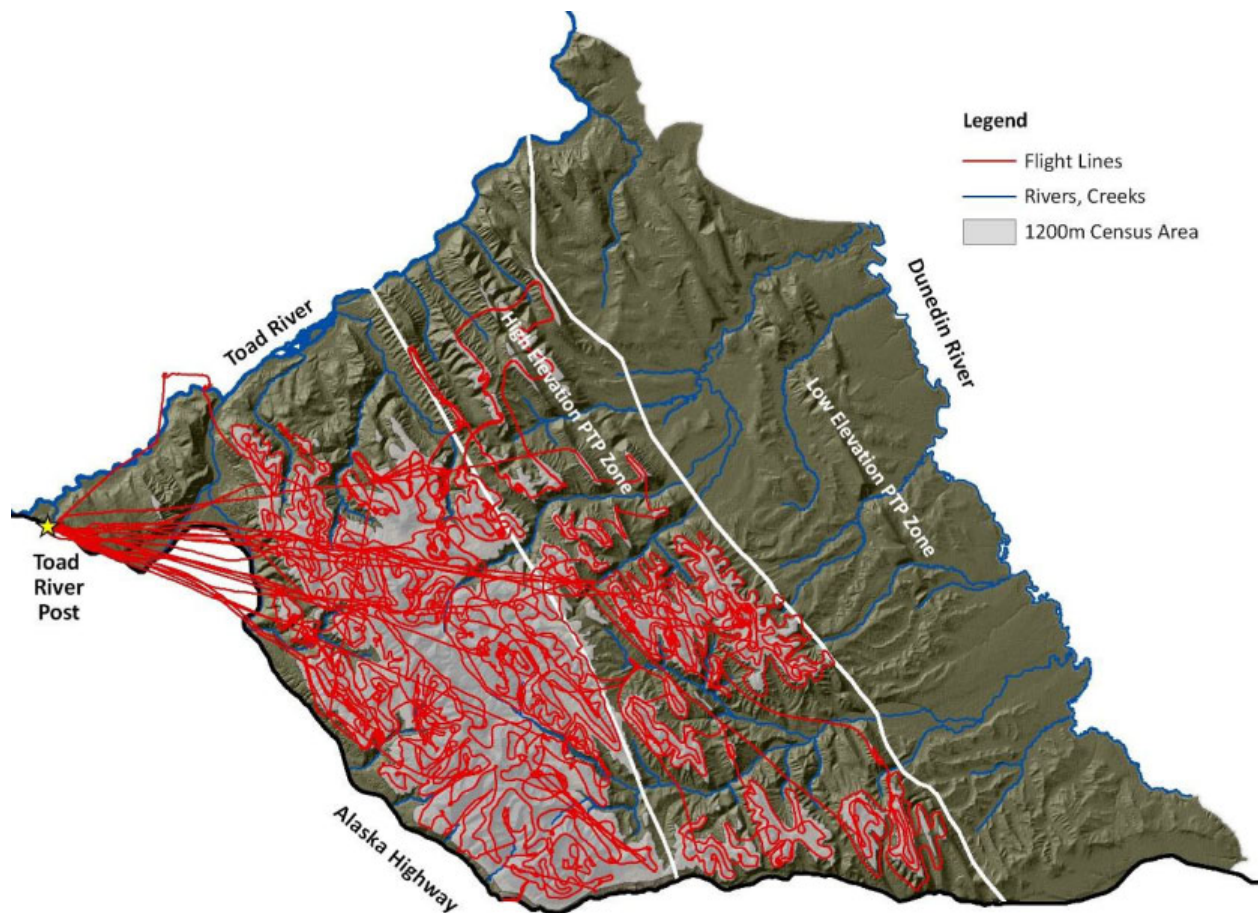 Legend
Flight Lines
Rivers, Creeks
1200m Census Area
Toad River
Dunedin River
High Elevation PTP Zone
Low Elevation PTP Zone
Toad
River
Post
Alaska Highway